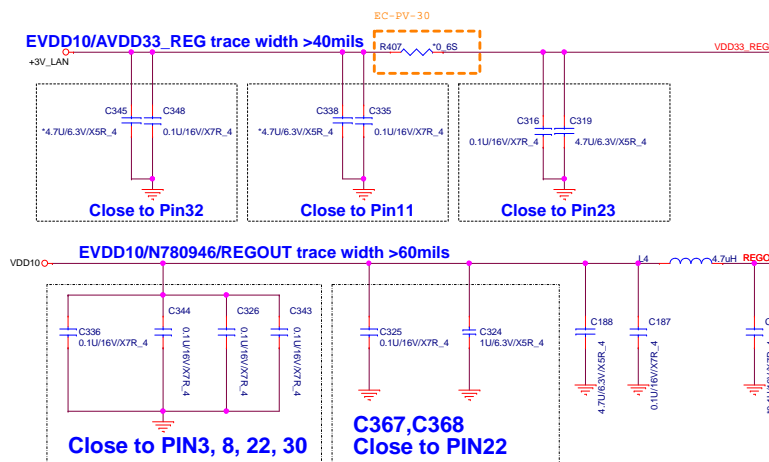 EC-PV-30
EVDD10/AVDD33_REG trace width >40mils
R407 *0_6S
VDD33_REG
+3V_LAN
C345 C348
*4.7U/6.3V/X5R_4 0.1U/16V/X7R_4
C338 C335
*4.7U/6.3V/X5R_4 0.1U/16V/X7R_4
C316 C319
0.1U/16V/X7R_4 4.7U/6.3V/X5R_4
Close to Pin32
Close to Pin11
Close to Pin23
EVDD10/N780946/REGOUT trace width >60mils
VDD10
L4 4.7uH REGO
C336
0.1U/16V/X7R_4
C344
0.1U/16V/X7R_4
C326
0.1U/16V/X7R_4
C343
0.1U/16V/X7R_4
C325
0.1U/16V/X7R_4
C324
1U/6.3V/X5R_4
C188
4.7U/6.3V/X5R_4
C187
0.1U/16V/X7R_4
Close to PIN3, 8, 22, 30
C367,C368
Close to PIN22